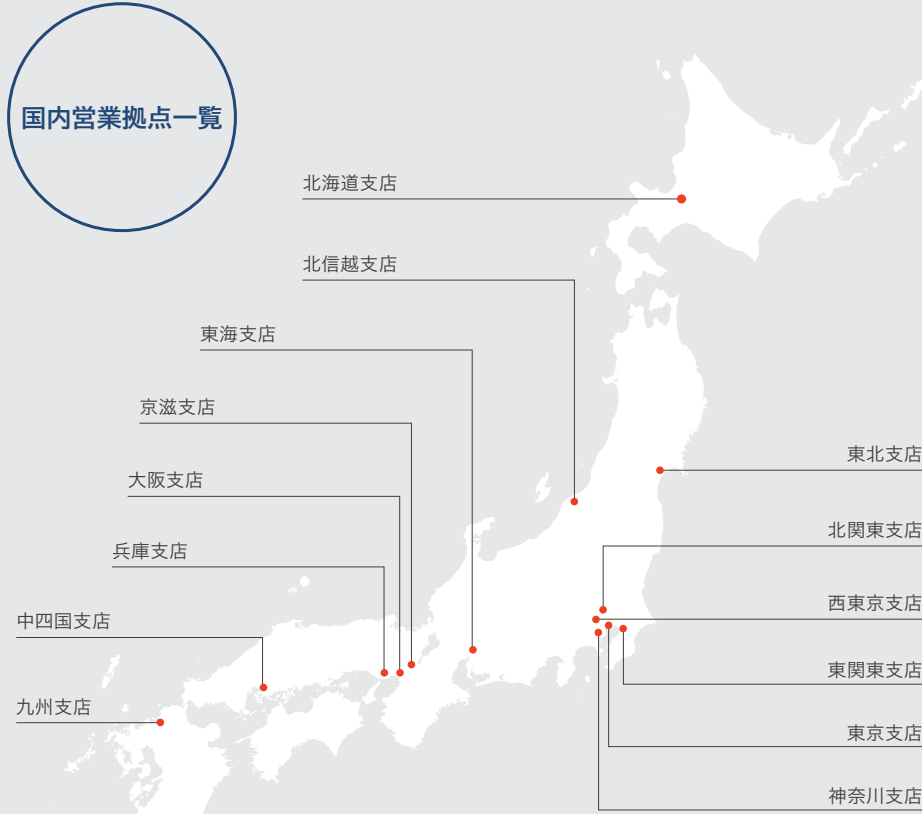 国内営業拠点一覧
北海道支店
北信越支店
東海支店
京滋支店
大阪支店
兵庫支店
中四国支店
九州支店
東北支店
北関東支店
西東京支店
東関東支店
東京支店
神奈川支店